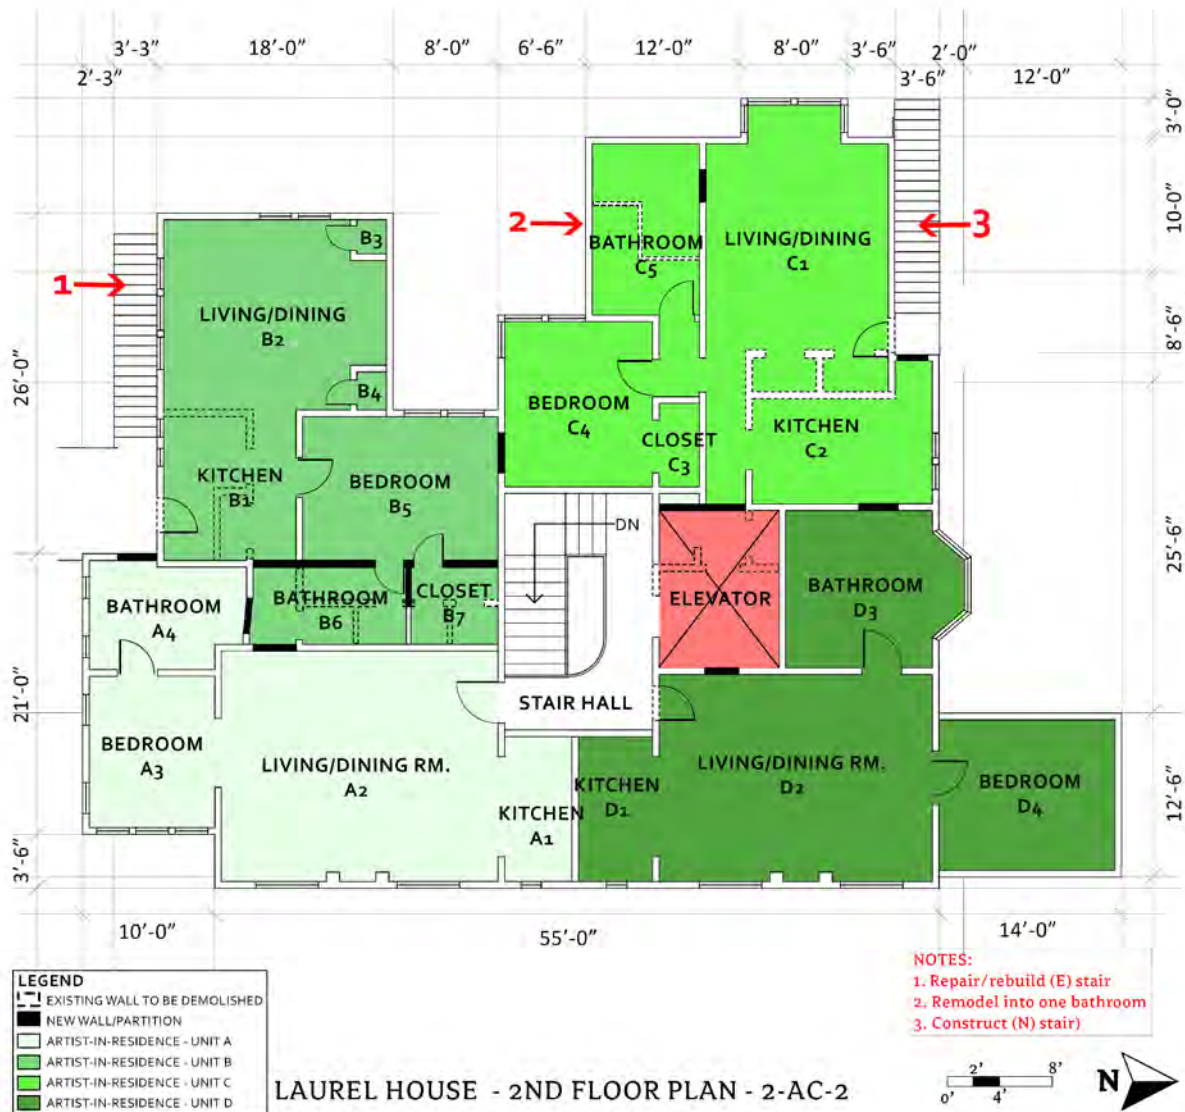 3'-3"
18'-0"
8'-0"
6'-6"
12'-0"
8'-0"
3'-6"
2'-0"
2'-3"
3'-6"
12'-0"
3'-0"
10-0"
8'-6"
25'-6"
12'-6"
26'-0"
21'-0"
3'-6"
1
2
3
B3
LIVING/DINING
B2
B4
KITCHEN
B1
BEDROOM
B5
BATHROOM
B6
CLOSET
B7
BATHROOM
C5
LIVING/DINING
C1
BEDROOM
C4
CLOSET
C3
KITCHEN
C2
DN
ELEVATOR
BATHROOM
D3
BATHROOM
A4
BEDROOM
A3
LIVING/DINING RM.
A2
STAIR HALL
KITCHEN
A1
KITCHEN
D1
LIVING/DINING RM.
D2
BEDROOM
D4
10'-0"
55'-0"
14'-0"
NOTES:
1. Repair/rebuild (E) stair
2. Remodel into one bathroom
3. Construct (N) stair)
LEGEND
EXISTING WALL TO BE DEMOLISHED
NEW WALL/PARTITION
ARTIST-IN-RESIDENCE - UNIT A
ARTIST-IN-RESIDENCE - UNIT B
ARTIST-IN-RESIDENCE - UNIT C
ARTIST-IN-RESIDENCE - UNIT D
LAUREL HOUSE - 2ND FLOOR PLAN - 2-AC-2
2' 8'
0' 4'
N